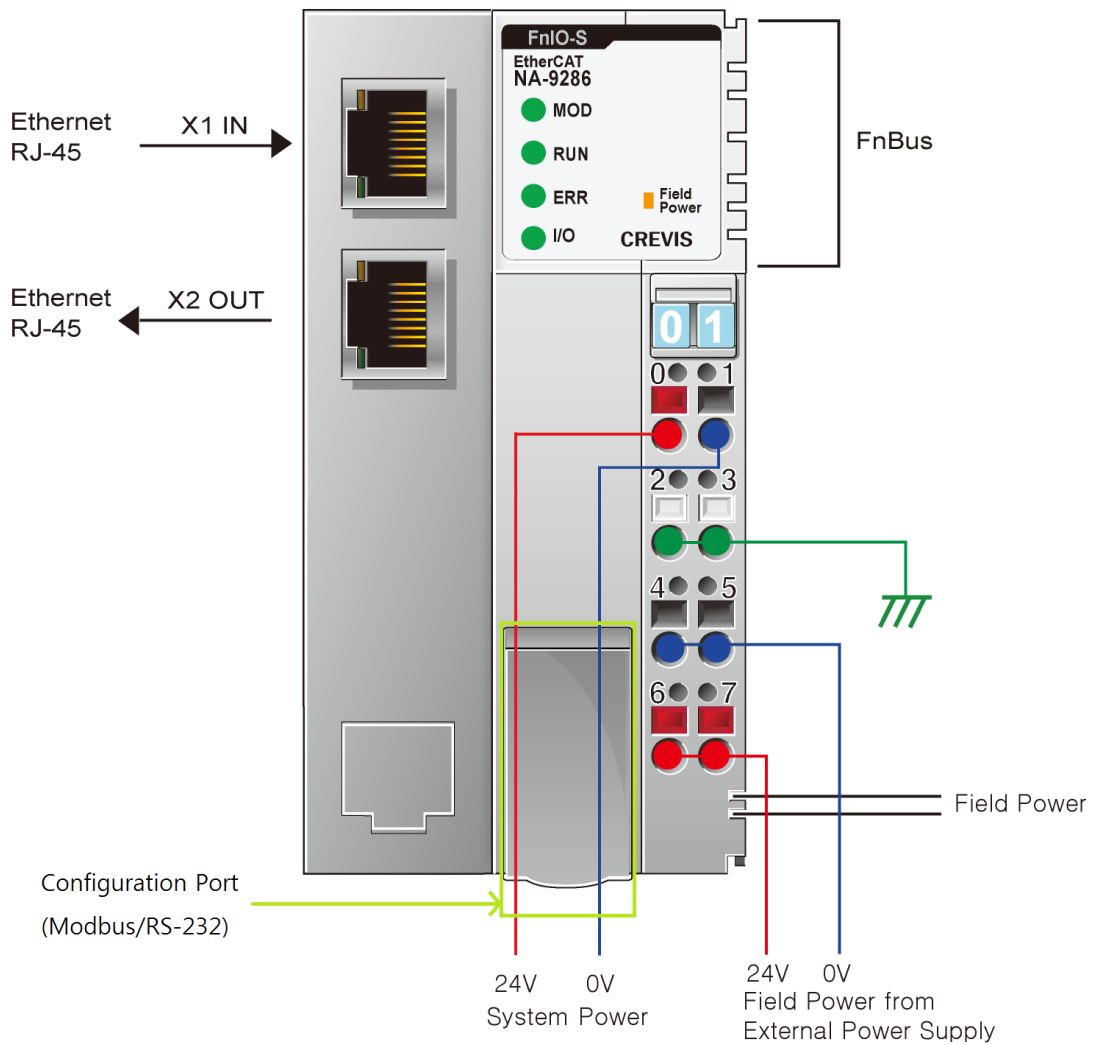 FnIO-S
EtherCAT
NA-9286
MOD
RUN
ERR
I/O
Field
Power
CREVIS
Ethernet
RJ-45
X1 IN
FnBus
Ethernet
RJ-45
X2 OUT
0 1
0 1
2 3
4 5
6 7
Field Power
Configuration Port
(Modbus/RS-232)
24V 0V
System Power
24V 0V
Field Power from
External Power Supply